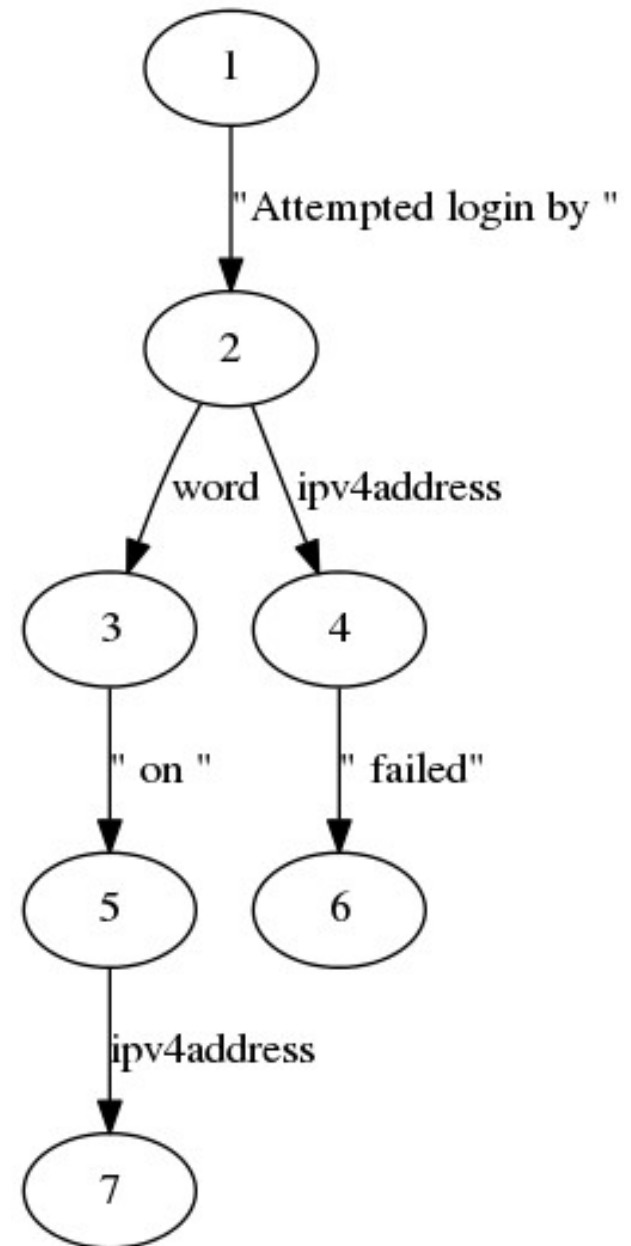 1
"Attempted login by "
2
word ipv4address
3 4
" on " " failed"
5 6
ipv4address
7